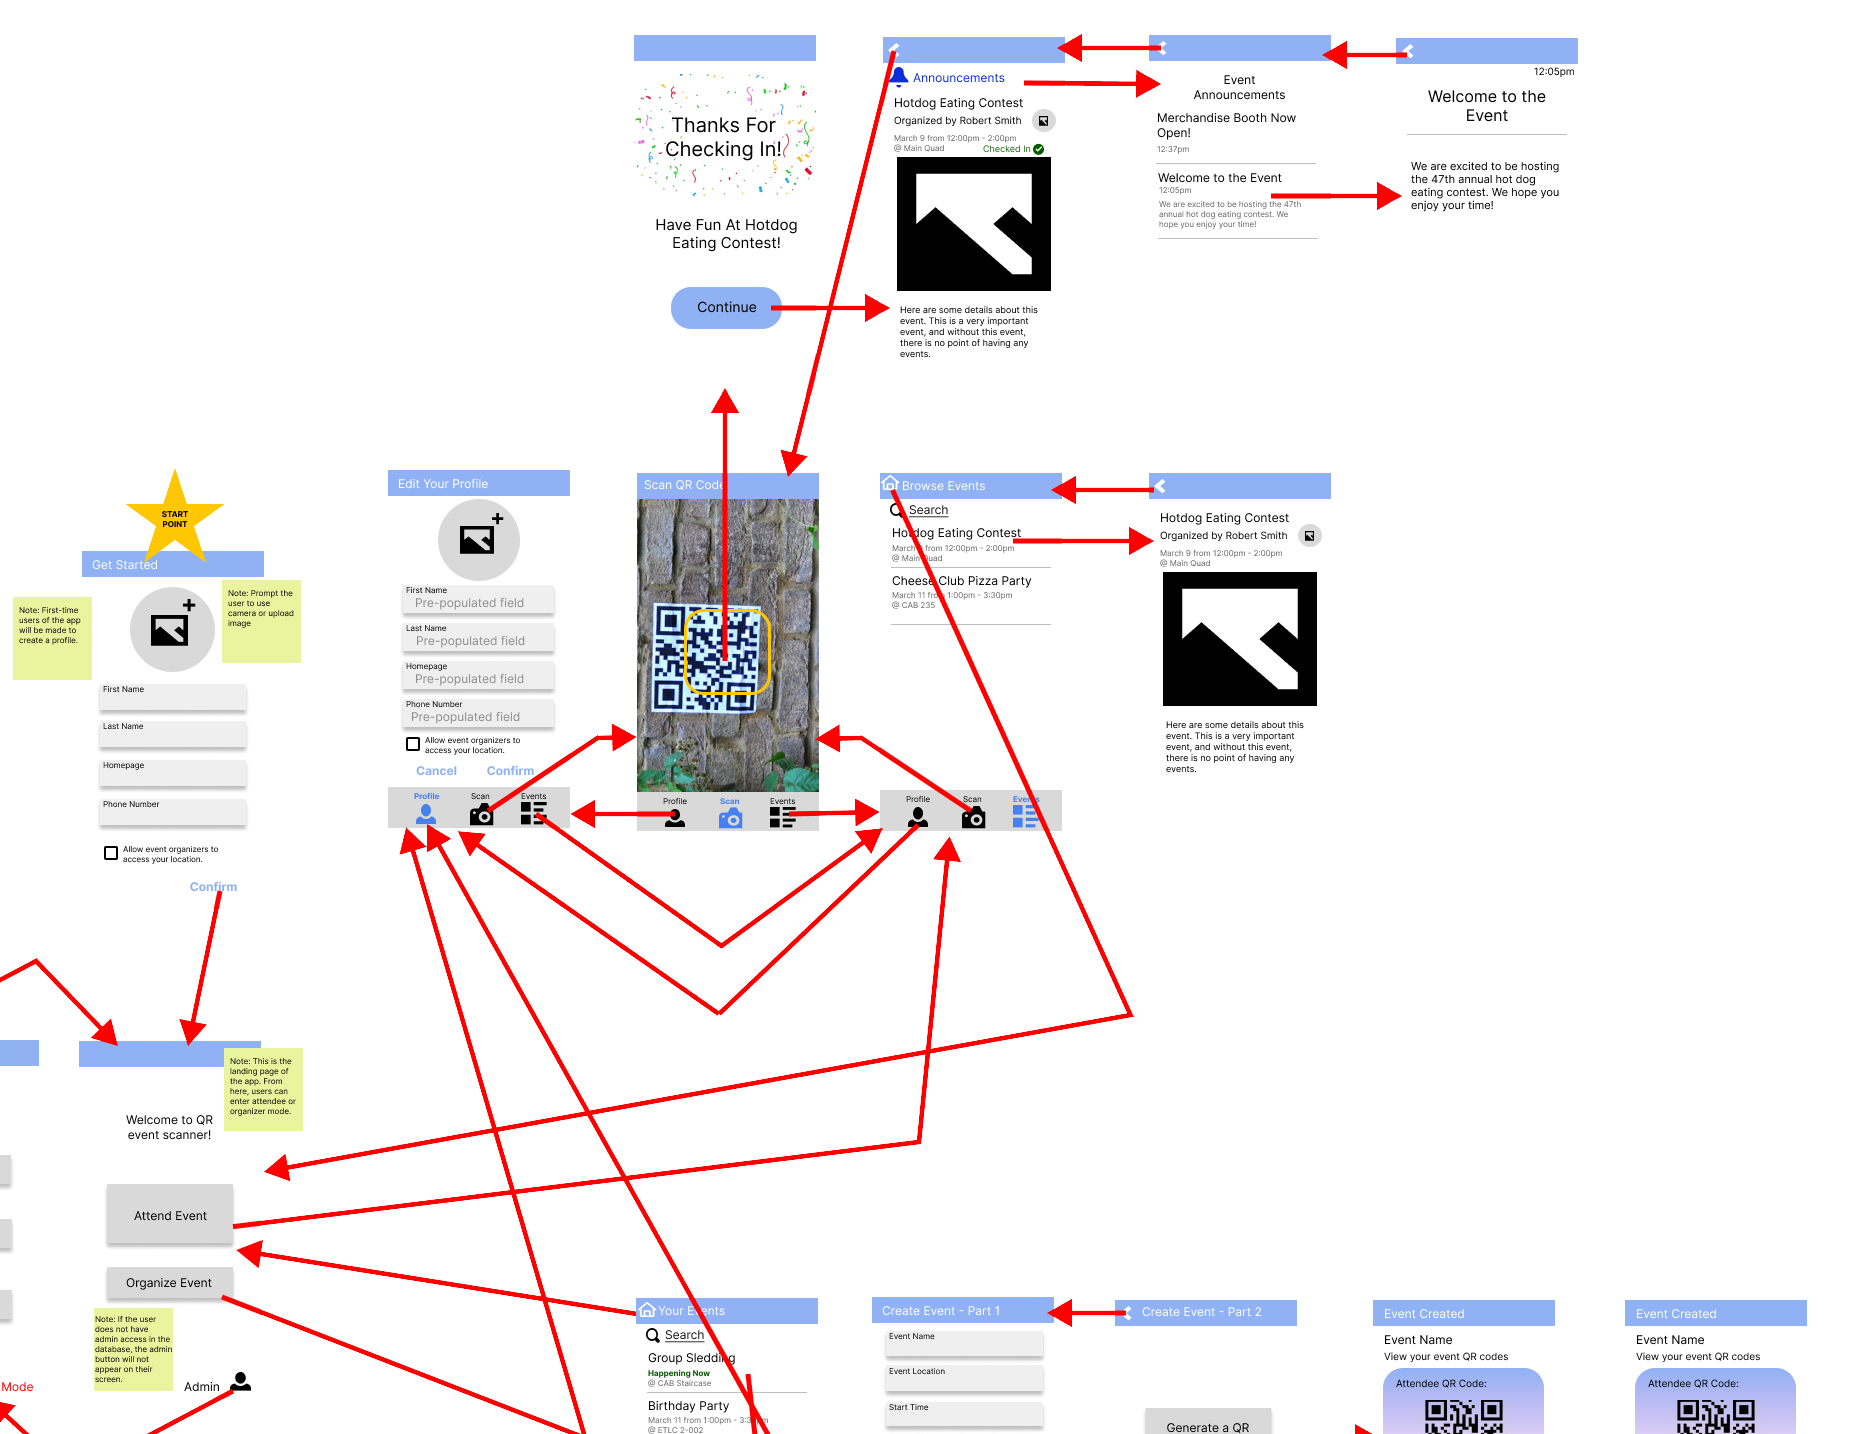 Thanks For
Checking In!
Have Fun At Hotdog
Eating Contest!
Continue
Announcements
Hotdog Eating Contest
Organized by Robert Smith
March 9 from 12:00pm - 2:00pm
@ Main Quad
Checked In
Here are some details about this
event. This is a very important
event, and without this event,
there is no point of having any
events.
Event
Announcements
Merchandise Booth Now
Open!
12:37pm
Welcome to the Event
12:05pm
We are excited to be hosting the 47th
annual hot dog eating contest. We
hope you enjoy your time!
12:05pm
Welcome to the
Event
We are excited to be hosting
the 47th annual hot dog
eating contest. We hope you
enjoy your time!
START
POINT
Get Started
Note: First-time
users of the app
will be made to
create a profile.
Note: Prompt the
user to use
camera or upload
image
First Name
Last Name
Homepage
Phone Number
Allow event organizers to
access your location.
Confirm
Edit Your Profile
First Name
Pre-populated field
Last Name
Pre-populated field
Homepage
Pre-populated field
Phone Number
Pre-populated field
Allow event organizers to
access your location.
Cancel
Confirm
Profile
Scan
Events
Scan QR Code
Profile
Scan
Events
Browse Events
Search
Hotdog Eating Contest
March 9 from 12:00pm - 2:00pm
@ Main Quad
Cheese Club Pizza Party
March 11 from 1:00pm - 3:30pm
@ CAB 235
Profile
Scan
Events
Hotdog Eating Contest
Organized by Robert Smith
March 9 from 12:00pm - 2:00pm
@ Main Quad
Here are some details about this
event. This is a very important
event, and without this event,
there is no point of having any
events.
Note: This is the
landing page of
the app. From
here, users can
enter attendee or
organizer mode.
Welcome to QR
event scanner!
Attend Event
Organize Event
Note: If the user
does not have
admin access in the
database, the admin
button will not
appear on their
screen.
Admin
Mode
Your Events
Search
Group Sledding
Happening Now
@ CAB Staircase
Birthday Party
March 11 from 1:00pm - 3:30pm
@ ETLC 2-002
Create Event - Part 1
Event Name
Event Location
Start Time
Create Event - Part 2
Generate a QR
Event Created
Event Name
View your event QR codes
Attendee QR Code:
Event Created
Event Name
View your event QR codes
Attendee QR Code: